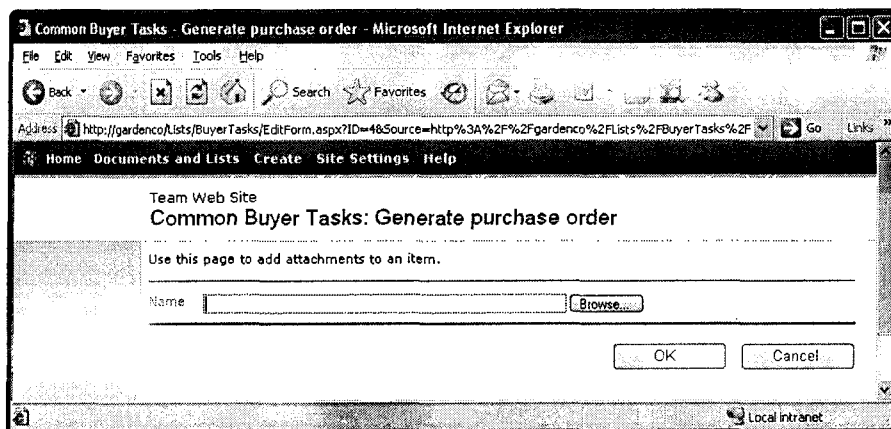 Common Buyer Tasks - Generate purchase order - Microsoft Internet Explorer
File Edit View Favorites Tools Help
Back Search Favorites
Address http://gardenco/Lists/BuyerTasks/EditForm.aspx?ID=4&Source=http%3A%2F%2Fgardenco%2FLists%2FBuyerTasks%2F Go Links »
Home Documents and Lists Create Site Settings Help
Team Web Site
Common Buyer Tasks: Generate purchase order
Use this page to add attachments to an item.
Name Browse...
OK Cancel
Local intranet